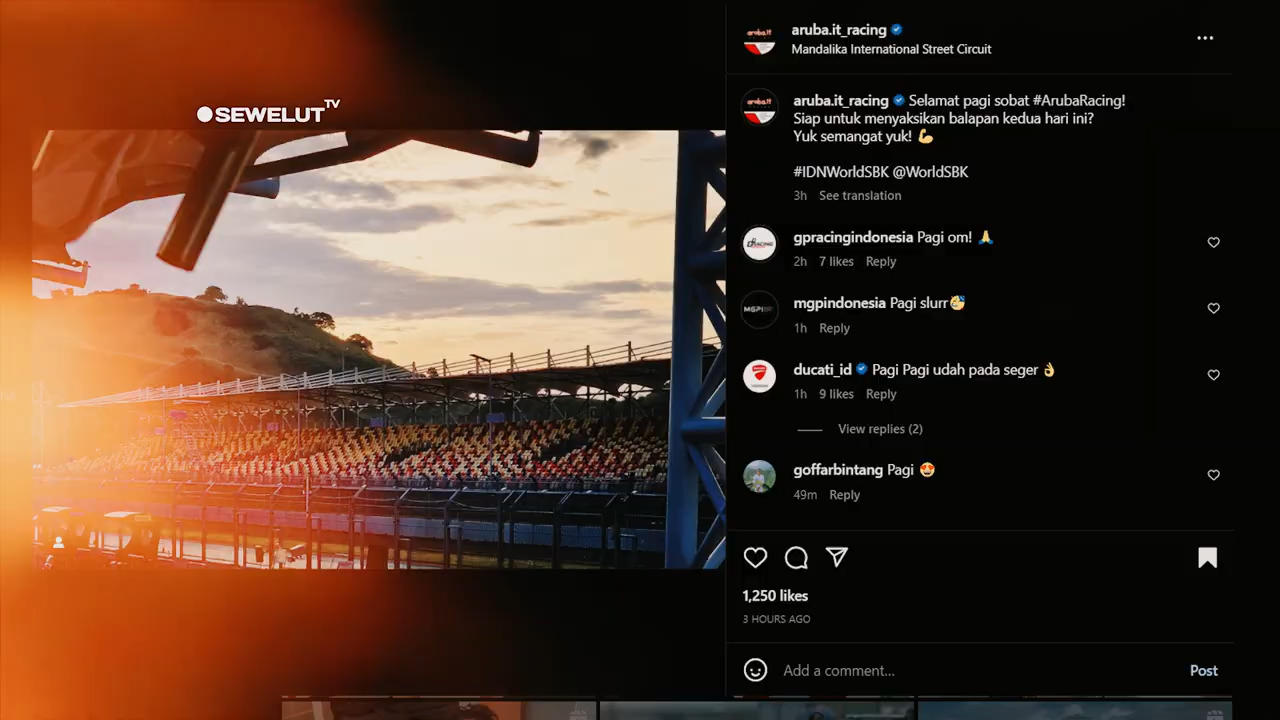 SEWELUT TV
aruba.it_racing
Mandalika International Street Circuit
aruba.it_racing Selamat pagi sobat #ArubaRacing!
Siap untuk menyaksikan balapan kedua hari ini?
Yuk semangat yuk! 💪
#IDNWorldSBK @WorldSBK
3h See translation
gpracingindonesia Pagi om! 🙏
2h 7 likes Reply
mgpindonesia Pagi slurr🥳
1h Reply
ducati_id Pagi Pagi udah pada seger 👌
1h 9 likes Reply
View replies (2)
goffarbintang Pagi 😍
49m Reply
1,250 likes
3 HOURS AGO
Add a comment...
Post